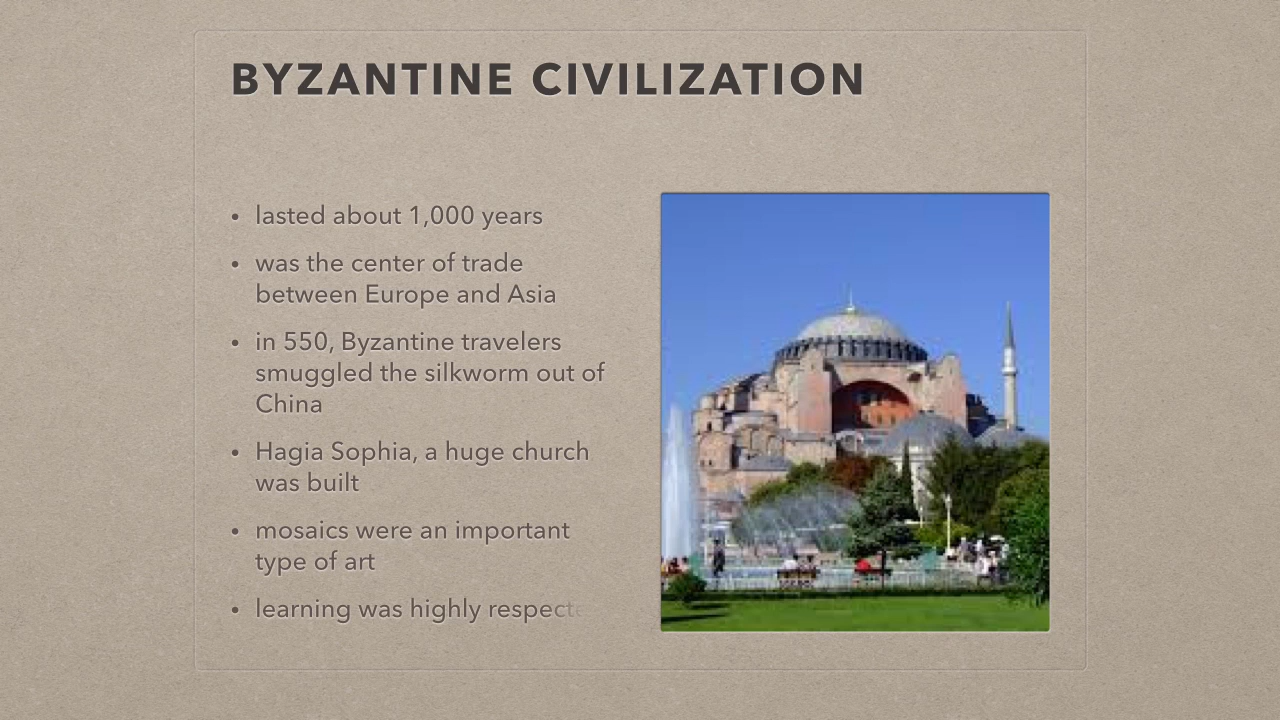 BYZANTINE CIVILIZATION
• lasted about 1,000 years
• was the center of trade
between Europe and Asia
• in 550, Byzantine travelers
smuggled the silkworm out of
China
• Hagia Sophia, a huge church
was built
• mosaics were an important
type of art
• learning was highly respecte